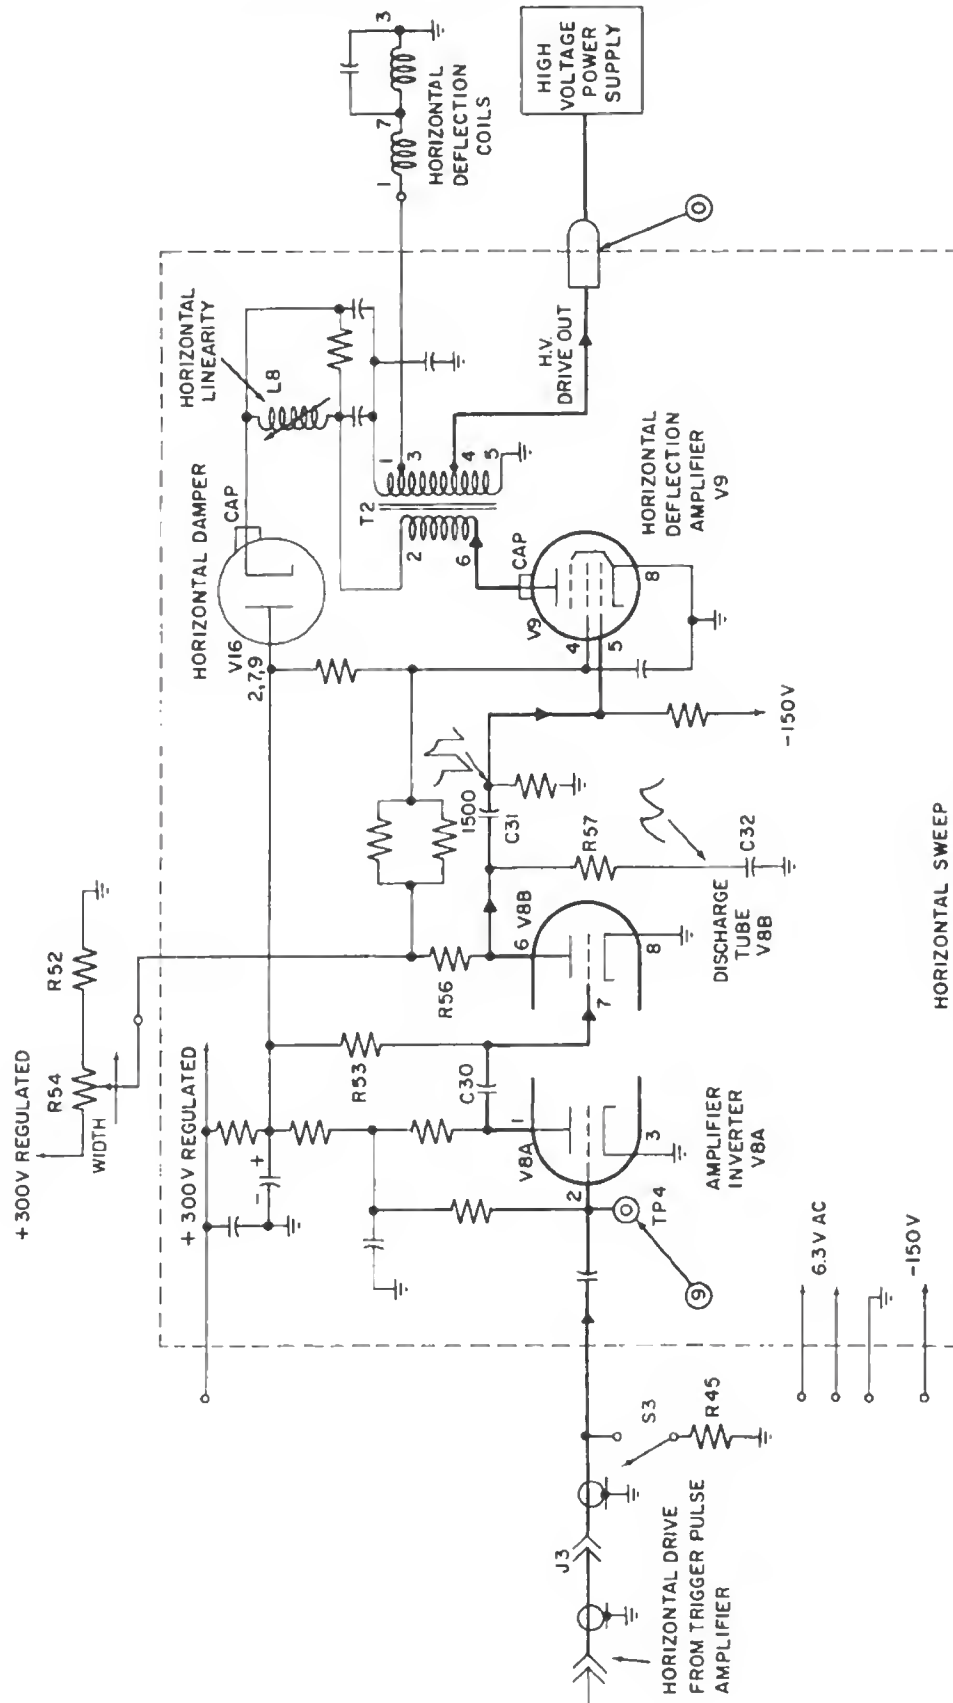 +300V REGULATED
R54
R52
WIDTH
+ 300V REGULATED
- +
R53
R56
C30
V8A
1
2
3
AMPLIFIER
INVERTER
V8A
TP4
9
6
V8B
7
8
DISCHARGE
TUBE
V8B
1500
C31
R57
C32
-150V
HORIZONTAL DAMPER
V16
2,7,9
CAP
HORIZONTAL
LINEARITY
L8
T2
1
3
4
5
2
6
CAP
V9
4
5
8
HORIZONTAL
DEFLECTION
AMPLIFIER
V9
H.V.
DRIVE OUT
HIGH
VOLTAGE
POWER
SUPPLY
1
7
3
HORIZONTAL
DEFLECTION
COILS
J3
S3
R45
HORIZONTAL DRIVE
FROM TRIGGER PULSE
AMPLIFIER
6.3V AC
-150V
HORIZONTAL SWEEP